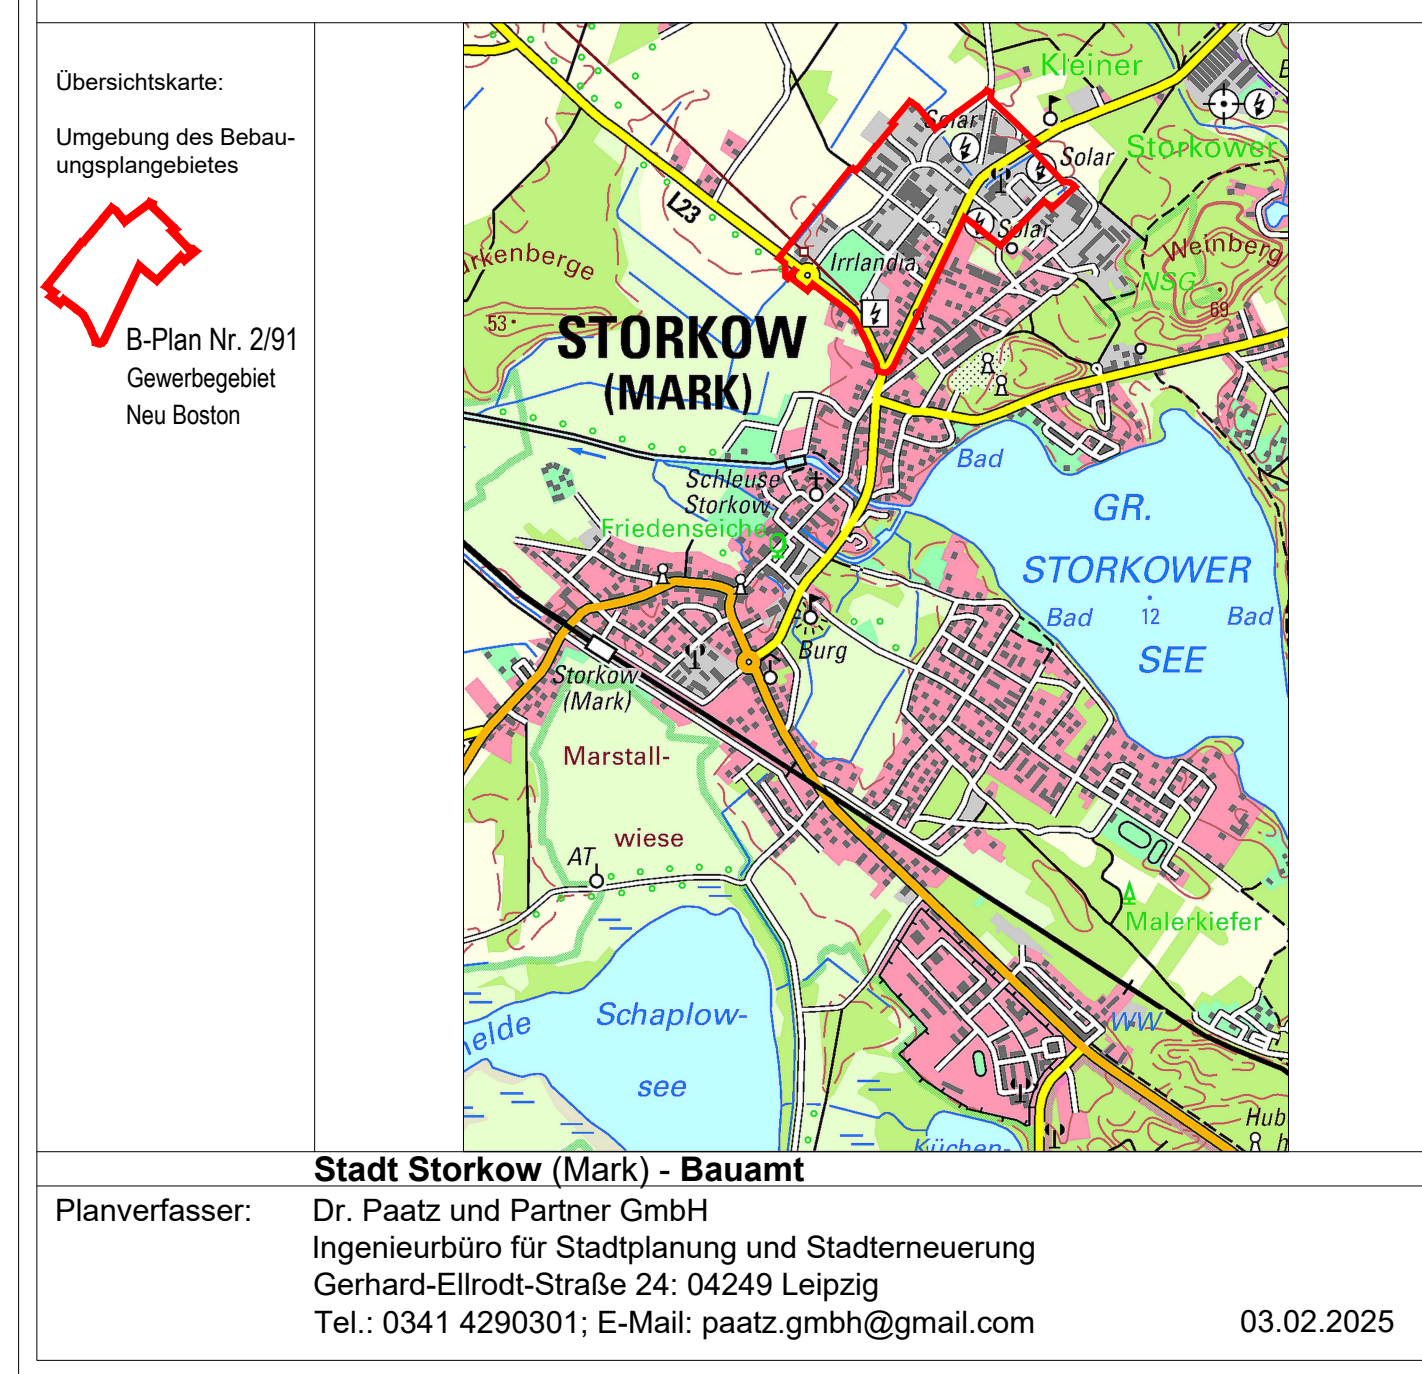 Übersichtskarte:
Umgebung des Bebau-
ungsplangebietes
B-Plan Nr. 2/91
Gewerbegebiet
Neu Boston
Kleiner
Storkower
Solar
Solar
Solar
L23
Irrlandia
Weinberg
NSG
69
arkenberge
53
STORKOW
(MARK)
Bad
Schleuse
Storkow
Friedenseiche
GR.
STORKOWER
Bad
12
Bad
SEE
Burg
Storkow
(Mark)
Marstall-
wiese
AT
Malerkiefer
Schaplow-
see
elde
WW
Küchen-
Hub
Stadt Storkow (Mark) - Bauamt
Planverfasser:
Dr. Paatz und Partner GmbH
Ingenieurbüro für Stadtplanung und Stadterneuerung
Gerhard-Ellrodt-Straße 24: 04249 Leipzig
Tel.: 0341 4290301; E-Mail: paatz.gmbh@gmail.com
03.02.2025